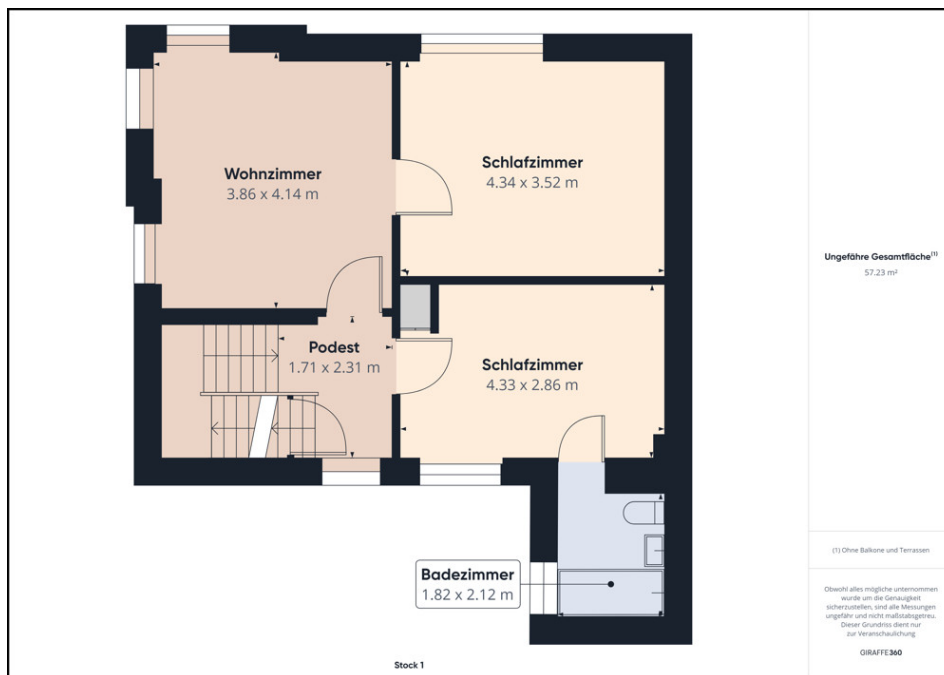 Wohnzimmer
3.86 x 4.14 m
Schlafzimmer
4.34 x 3.52 m
Podest
1.71 x 2.31 m
Schlafzimmer
4.33 x 2.86 m
Badezimmer
1.82 x 2.12 m
Stock 1
Ungefähre Gesamtfläche(1)
57.23 m²
(1) Ohne Balkone und Terrassen
Obwohl alles mögliche unternommen
wurde um die Genauigkeit
sicherzustellen, sind alle Messungen
ungefähr und nicht maßstabsgetreu.
Dieser Grundriss dient nur
zur Veranschaulichung
GIRAFFE360